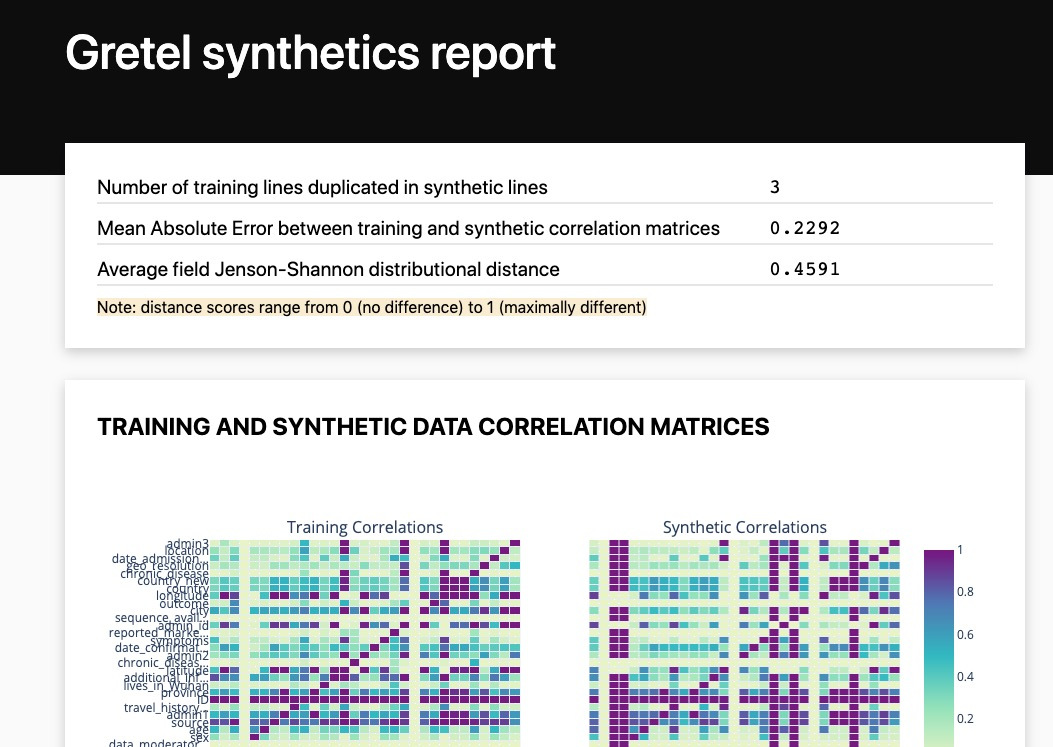 Gretel synthetics report
Number of training lines duplicated in synthetic lines 3
Mean Absolute Error between training and synthetic correlation matrices 0.2292
Average field Jenson-Shannon distributional distance 0.4591
Note: distance scores range from 0 (no difference) to 1 (maximally different)
TRAINING AND SYNTHETIC DATA CORRELATION MATRICES
Training Correlations Synthetic Correlations
admin3
location
date_admission...
geo_resolution
chronic_disease
country_new
country
longitude
outcome
city
sequence_avail...
admin_id
reported_marke...
symptoms
date_confirmat...
admin2
chronic_diseas...
latitude
additional_inf...
lives_in_Wuhan
province
ID
travel_history...
admin1
source
age
sex
data_moderator...
1
0.8
0.6
0.4
0.2